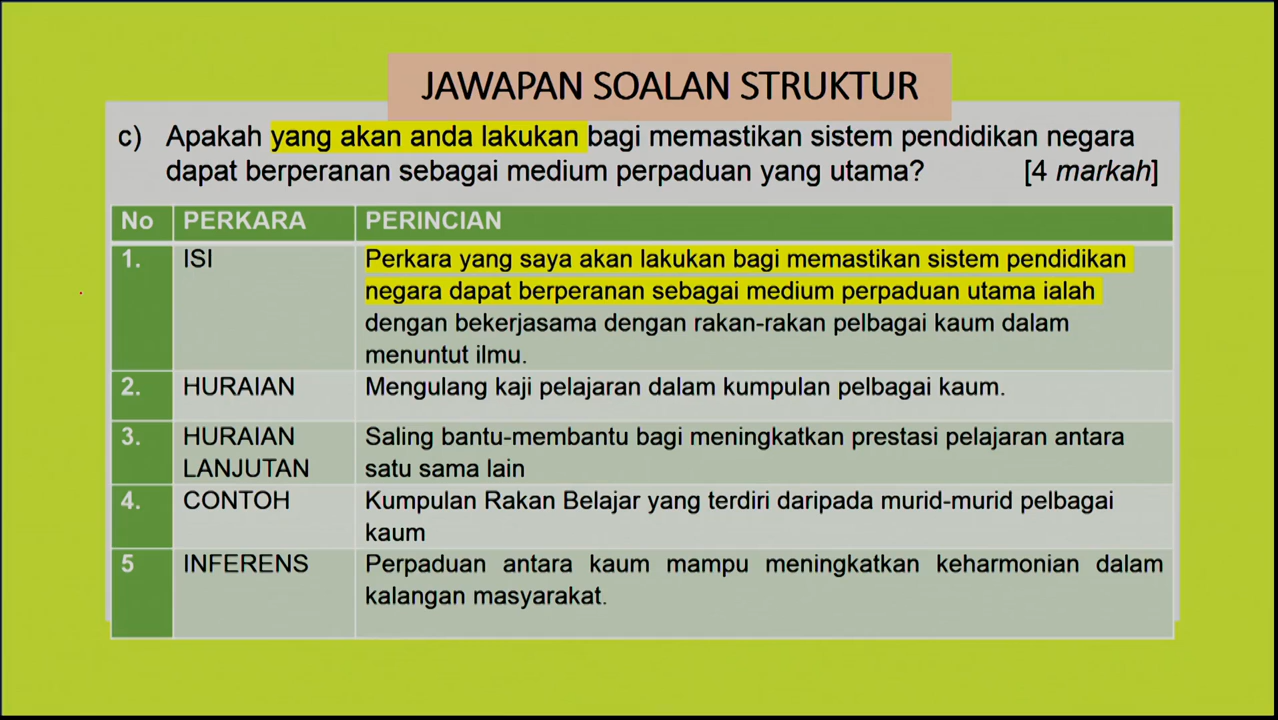 JAWAPAN SOALAN STRUKTUR
c) Apakah yang akan anda lakukan bagi memastikan sistem pendidikan negara
dapat berperanan sebagai medium perpaduan yang utama? [4 markah]
No PERKARA PERINCIAN
1. ISI Perkara yang saya akan lakukan bagi memastikan sistem pendidikan
negara dapat berperanan sebagai medium perpaduan utama ialah
dengan bekerjasama dengan rakan-rakan pelbagai kaum dalam
menuntut ilmu.
2. HURAIAN Mengulang kaji pelajaran dalam kumpulan pelbagai kaum.
3. HURAIAN Saling bantu-membantu bagi meningkatkan prestasi pelajaran antara
LANJUTAN satu sama lain
4. CONTOH Kumpulan Rakan Belajar yang terdiri daripada murid-murid pelbagai
kaum
5 INFERENS Perpaduan antara kaum mampu meningkatkan keharmonian dalam
kalangan masyarakat.